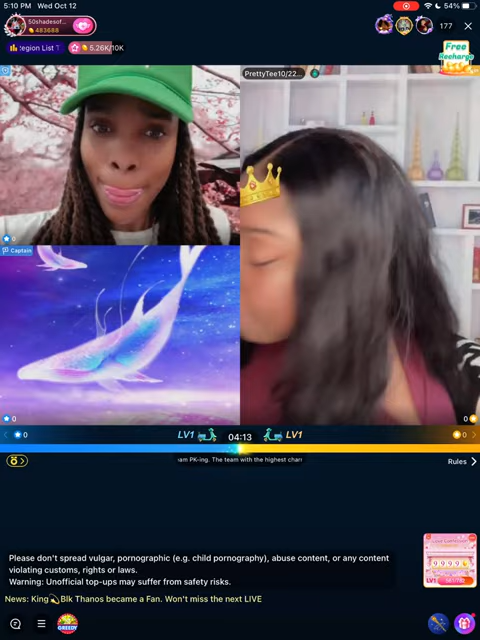 5:10 PM Wed Oct 12
54%
50shadesof...
483688
177
Region List 1
5.26K/10K
Free
Recharge
PrettyTee10/22...
0
Captain
0
0
0
LV1
04:13
LV1
0
am PK-ing. The team with the highest char
Rules
Please don't spread vulgar, pornographic (e.g. child pornography), abuse content, or any content
violating customs, rights or laws.
Warning: Unofficial top-ups may suffer from safety risks.
LV1
News: King Blk Thanos became a Fan. Won't miss the next LIVE
GREEDY